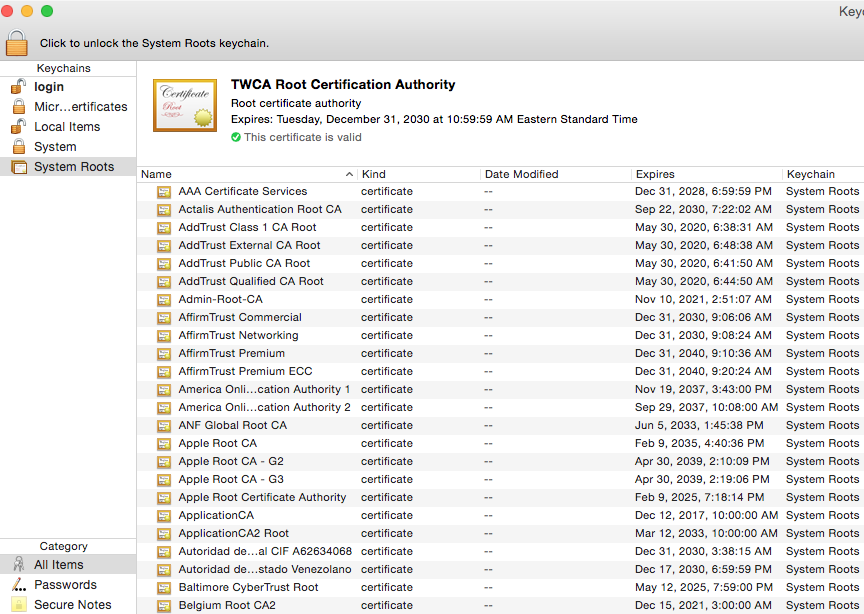 Key
Click to unlock the System Roots keychain.
Keychains
login
Micr...ertificates
Local Items
System
System Roots
Certificate
Root
TWCA Root Certification Authority
Root certificate authority
Expires: Tuesday, December 31, 2030 at 10:59:59 AM Eastern Standard Time
This certificate is valid
Name Kind Date Modified Expires Keychain
AAA Certificate Services certificate -- Dec 31, 2028, 6:59:59 PM System Roots
Actalis Authentication Root CA certificate -- Sep 22, 2030, 7:22:02 AM System Roots
AddTrust Class 1 CA Root certificate -- May 30, 2020, 6:38:31 AM System Roots
AddTrust External CA Root certificate -- May 30, 2020, 6:48:38 AM System Roots
AddTrust Public CA Root certificate -- May 30, 2020, 6:41:50 AM System Roots
AddTrust Qualified CA Root certificate -- May 30, 2020, 6:44:50 AM System Roots
Admin-Root-CA certificate -- Nov 10, 2021, 2:51:07 AM System Roots
AffirmTrust Commercial certificate -- Dec 31, 2030, 9:06:06 AM System Roots
AffirmTrust Networking certificate -- Dec 31, 2030, 9:08:24 AM System Roots
AffirmTrust Premium certificate -- Dec 31, 2040, 9:10:36 AM System Roots
AffirmTrust Premium ECC certificate -- Dec 31, 2040, 9:20:24 AM System Roots
America Onli...cation Authority 1 certificate -- Nov 19, 2037, 3:43:00 PM System Roots
America Onli...cation Authority 2 certificate -- Sep 29, 2037, 10:08:00 AM System Roots
ANF Global Root CA certificate -- Jun 5, 2033, 1:45:38 PM System Roots
Apple Root CA certificate -- Feb 9, 2035, 4:40:36 PM System Roots
Apple Root CA - G2 certificate -- Apr 30, 2039, 2:10:09 PM System Roots
Apple Root CA - G3 certificate -- Apr 30, 2039, 2:19:06 PM System Roots
Apple Root Certificate Authority certificate -- Feb 9, 2025, 7:18:14 PM System Roots
ApplicationCA certificate -- Dec 12, 2017, 10:00:00 AM System Roots
ApplicationCA2 Root certificate -- Mar 12, 2033, 10:00:00 AM System Roots
Autoridad de...al CIF A62634068 certificate -- Dec 31, 2030, 3:38:15 AM System Roots
Autoridad de...stado Venezolano certificate -- Dec 17, 2030, 6:59:59 PM System Roots
Baltimore CyberTrust Root certificate -- May 12, 2025, 7:59:00 PM System Roots
Belgium Root CA2 certificate -- Dec 15, 2021, 3:00:00 AM System Roots
Category
All Items
Passwords
Secure Notes